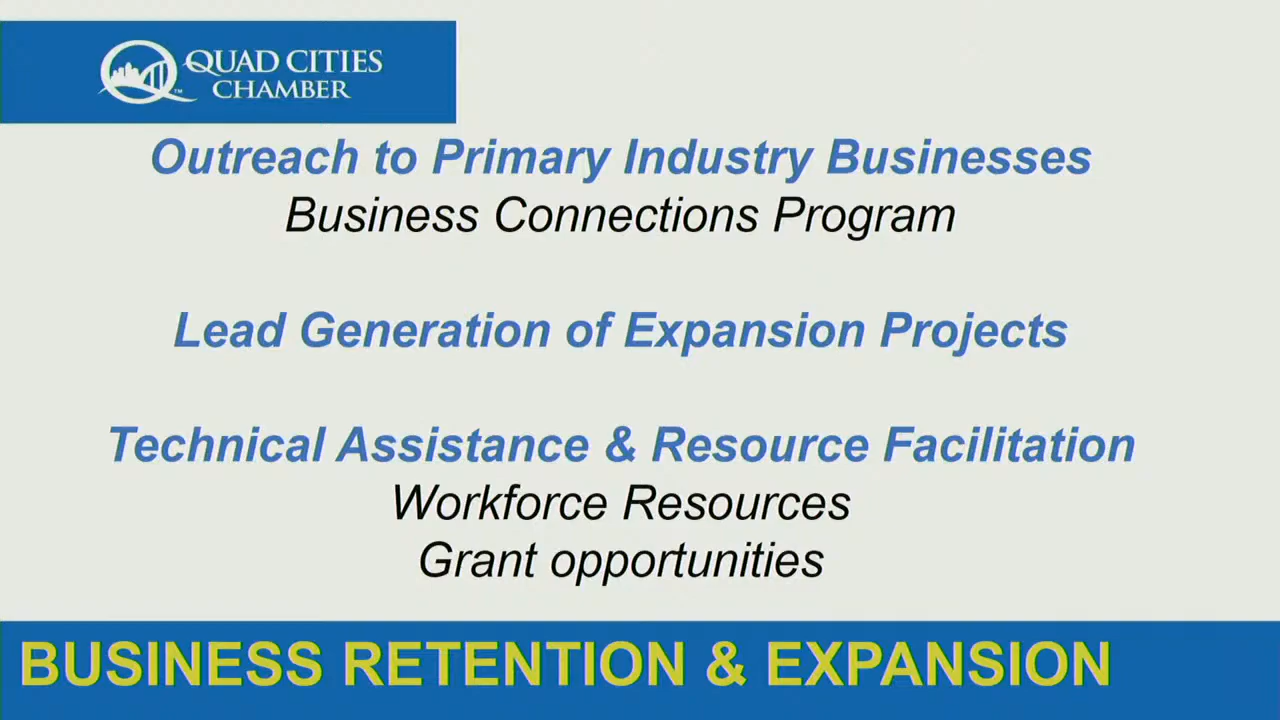 QUAD CITIES
CHAMBER
TM
Outreach to Primary Industry Businesses
Business Connections Program
Lead Generation of Expansion Projects
Technical Assistance & Resource Facilitation
Workforce Resources
Grant opportunities
BUSINESS RETENTION & EXPANSION